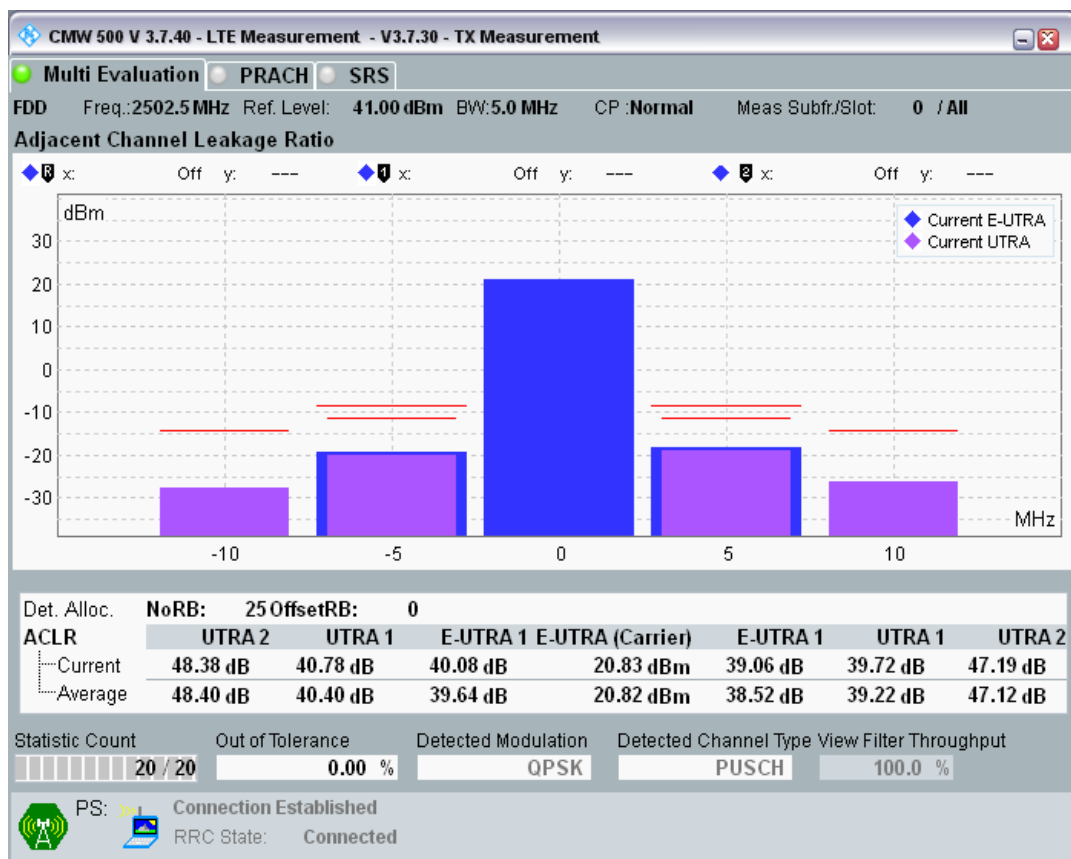 CMW 500 V 3.7.40 - LTE Measurement - V3.7.30 - TX Measurement
Multi Evaluation PRACH SRS
FDD Freq.:2502.5 MHz Ref. Level: 41.00 dBm BW:5.0 MHz CP :Normal Meas Subfr./Slot: 0 / All
Adjacent Channel Leakage Ratio
R x: Off y: --- 1 x: Off y: --- 2 x: Off y: ---
dBm
Current E-UTRA
Current UTRA
30
20
10
0
-10
-20
-30
MHz
-10 -5 0 5 10
Det. Alloc. NoRB: 25 OffsetRB: 0
ACLR UTRA 2 UTRA 1 E-UTRA 1 E-UTRA (Carrier) E-UTRA 1 UTRA 1 UTRA 2
Current 48.38 dB 40.78 dB 40.08 dB 20.83 dBm 39.06 dB 39.72 dB 47.19 dB
Average 48.40 dB 40.40 dB 39.64 dB 20.82 dBm 38.52 dB 39.22 dB 47.12 dB
Statistic Count Out of Tolerance Detected Modulation Detected Channel Type View Filter Throughput
20 / 20 0.00 % QPSK PUSCH 100.0 %
PS: Connection Established
RRC State: Connected